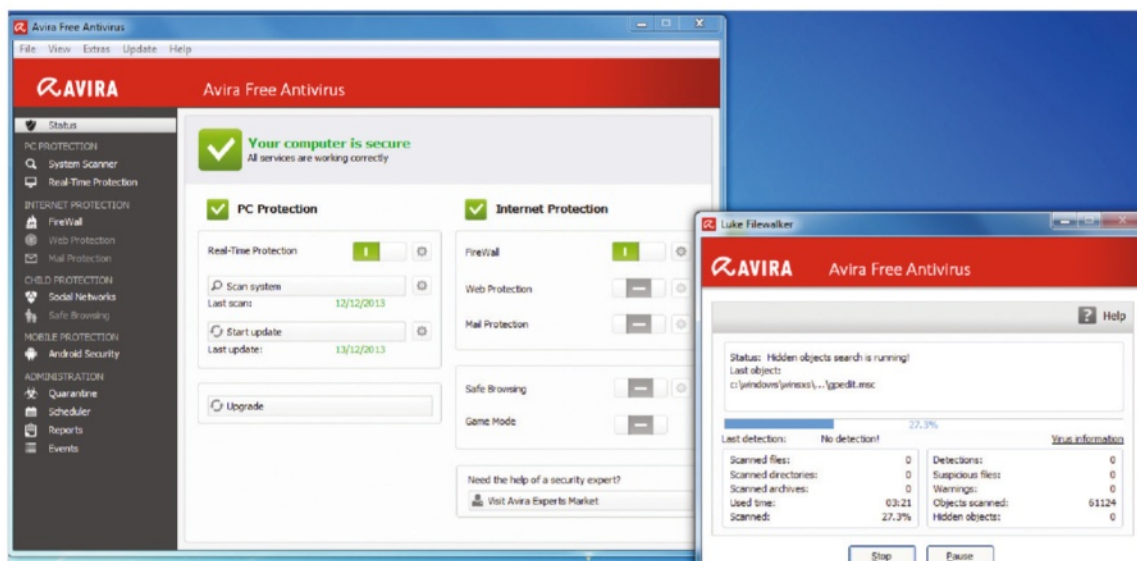 Avira Free Antivirus
File View Extras Update Help
AVIRA
Avira Free Antivirus
Status
PC PROTECTION
System Scanner
Real-Time Protection
INTERNET PROTECTION
FireWall
Web Protection
Mail Protection
CHILD PROTECTION
Social Networks
Safe Browsing
MOBILE PROTECTION
Android Security
ADMINISTRATION
Quarantine
Scheduler
Reports
Events
Your computer is secure
All services are working correctly
PC Protection
Real-Time Protection
Scan system
Last scan: 12/12/2013
Start update
Last update: 13/12/2013
Upgrade
Internet Protection
FireWall
Web Protection
Mail Protection
Safe Browsing
Game Mode
Need the help of a security expert?
Visit Avira Experts Market
Luke Filewalker
AVIRA
Avira Free Antivirus
? Help
Status: Hidden objects search is running!
Last object:
c:\windows\winsxs\...\gpedit.msc
27.3%
Last detection: No detection! Virus information
Scanned files: 0
Scanned directories: 0
Scanned archives: 0
Used time: 03:21
Scanned: 27.3%
Detections: 0
Suspicious files: 0
Warnings: 0
Objects scanned: 61124
Hidden objects: 0
Stop Pause